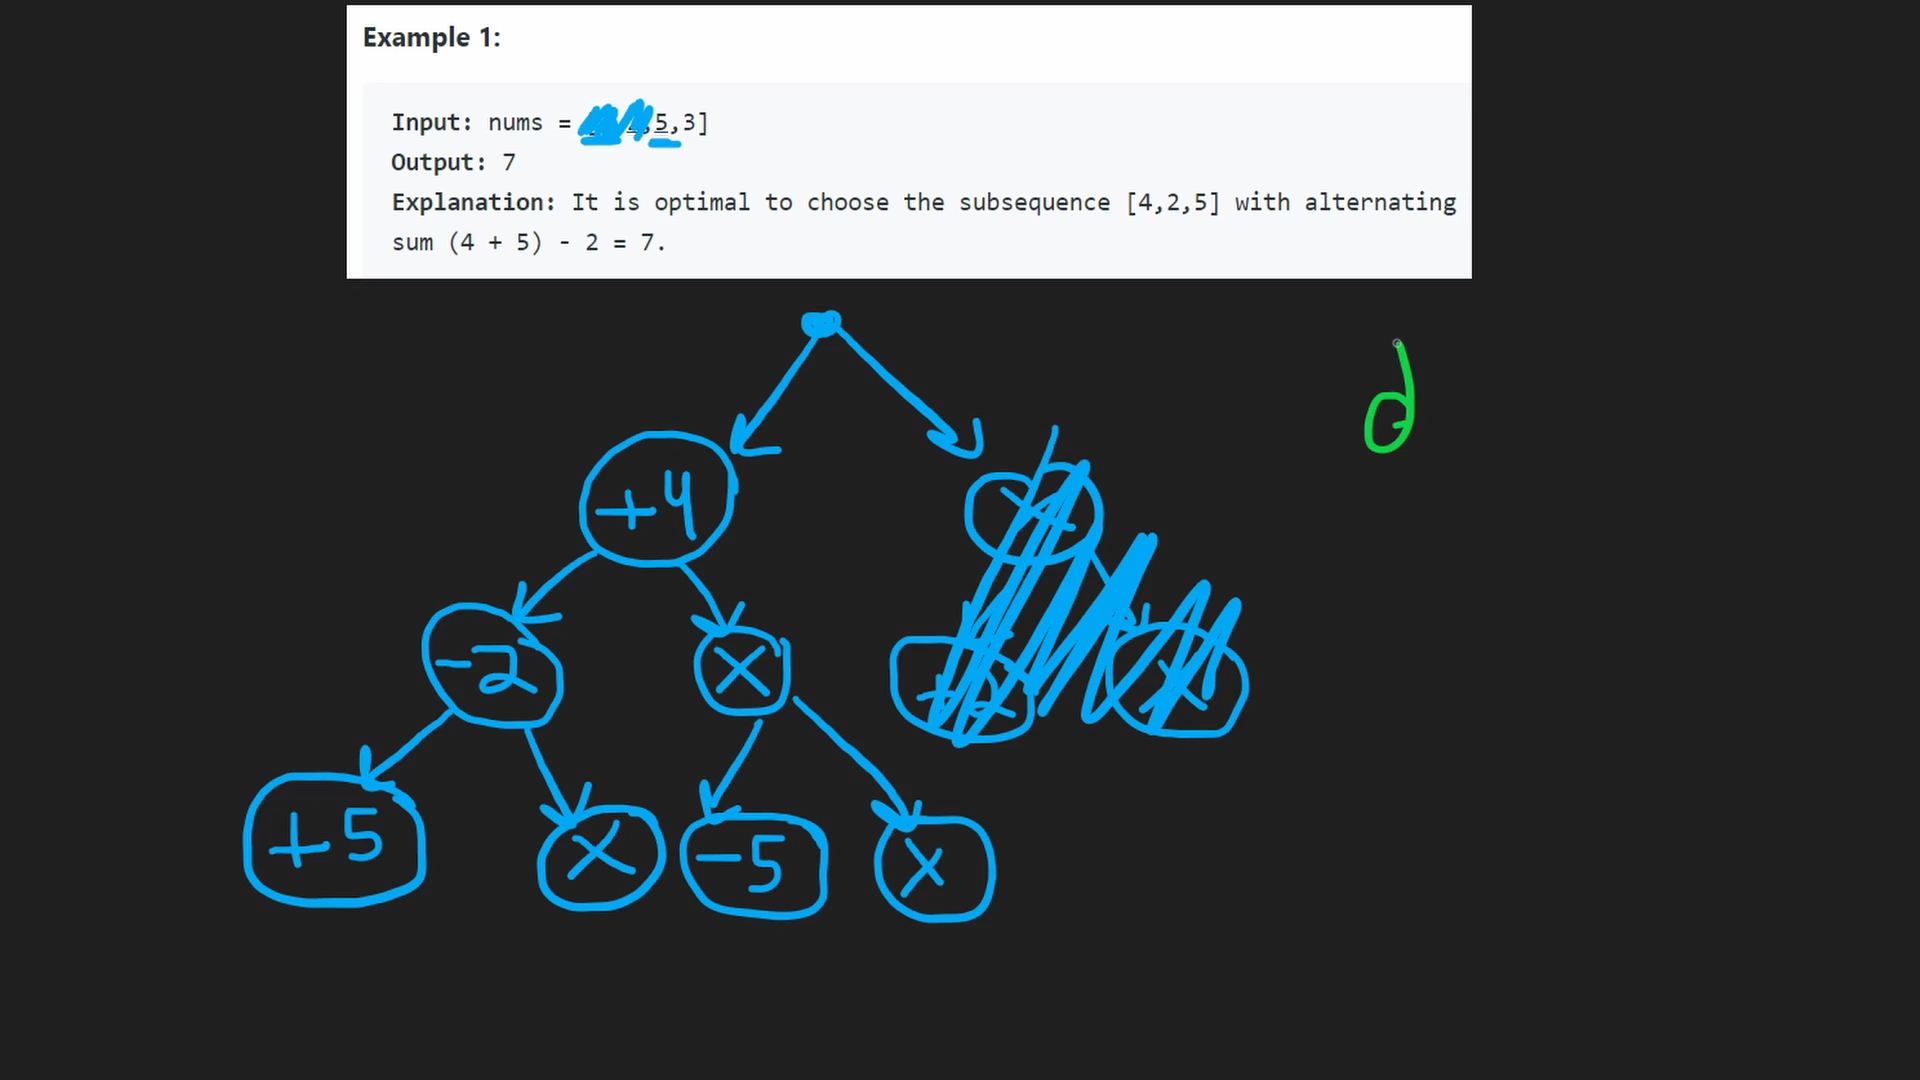 Example 1:
Input: nums = ,5,3]
Output: 7
Explanation: It is optimal to choose the subsequence [4,2,5] with alternating
sum (4 + 5) - 2 = 7.
d
+4
-2
X
+5
X
-5
X